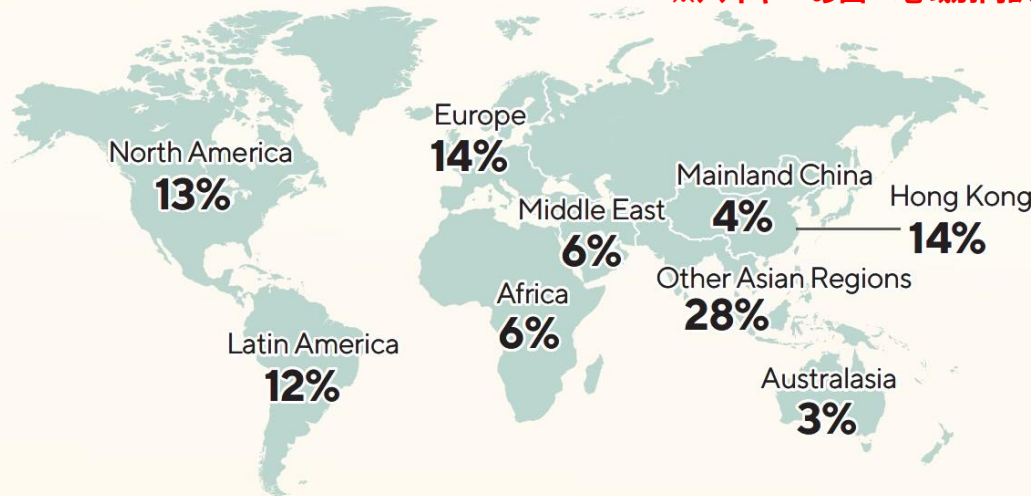 Europe
14%
North America
13%
Mainland China
4%
Hong Kong
14%
Middle East
6%
Other Asian Regions
28%
Africa
6%
Latin America
12%
Australasia
3%